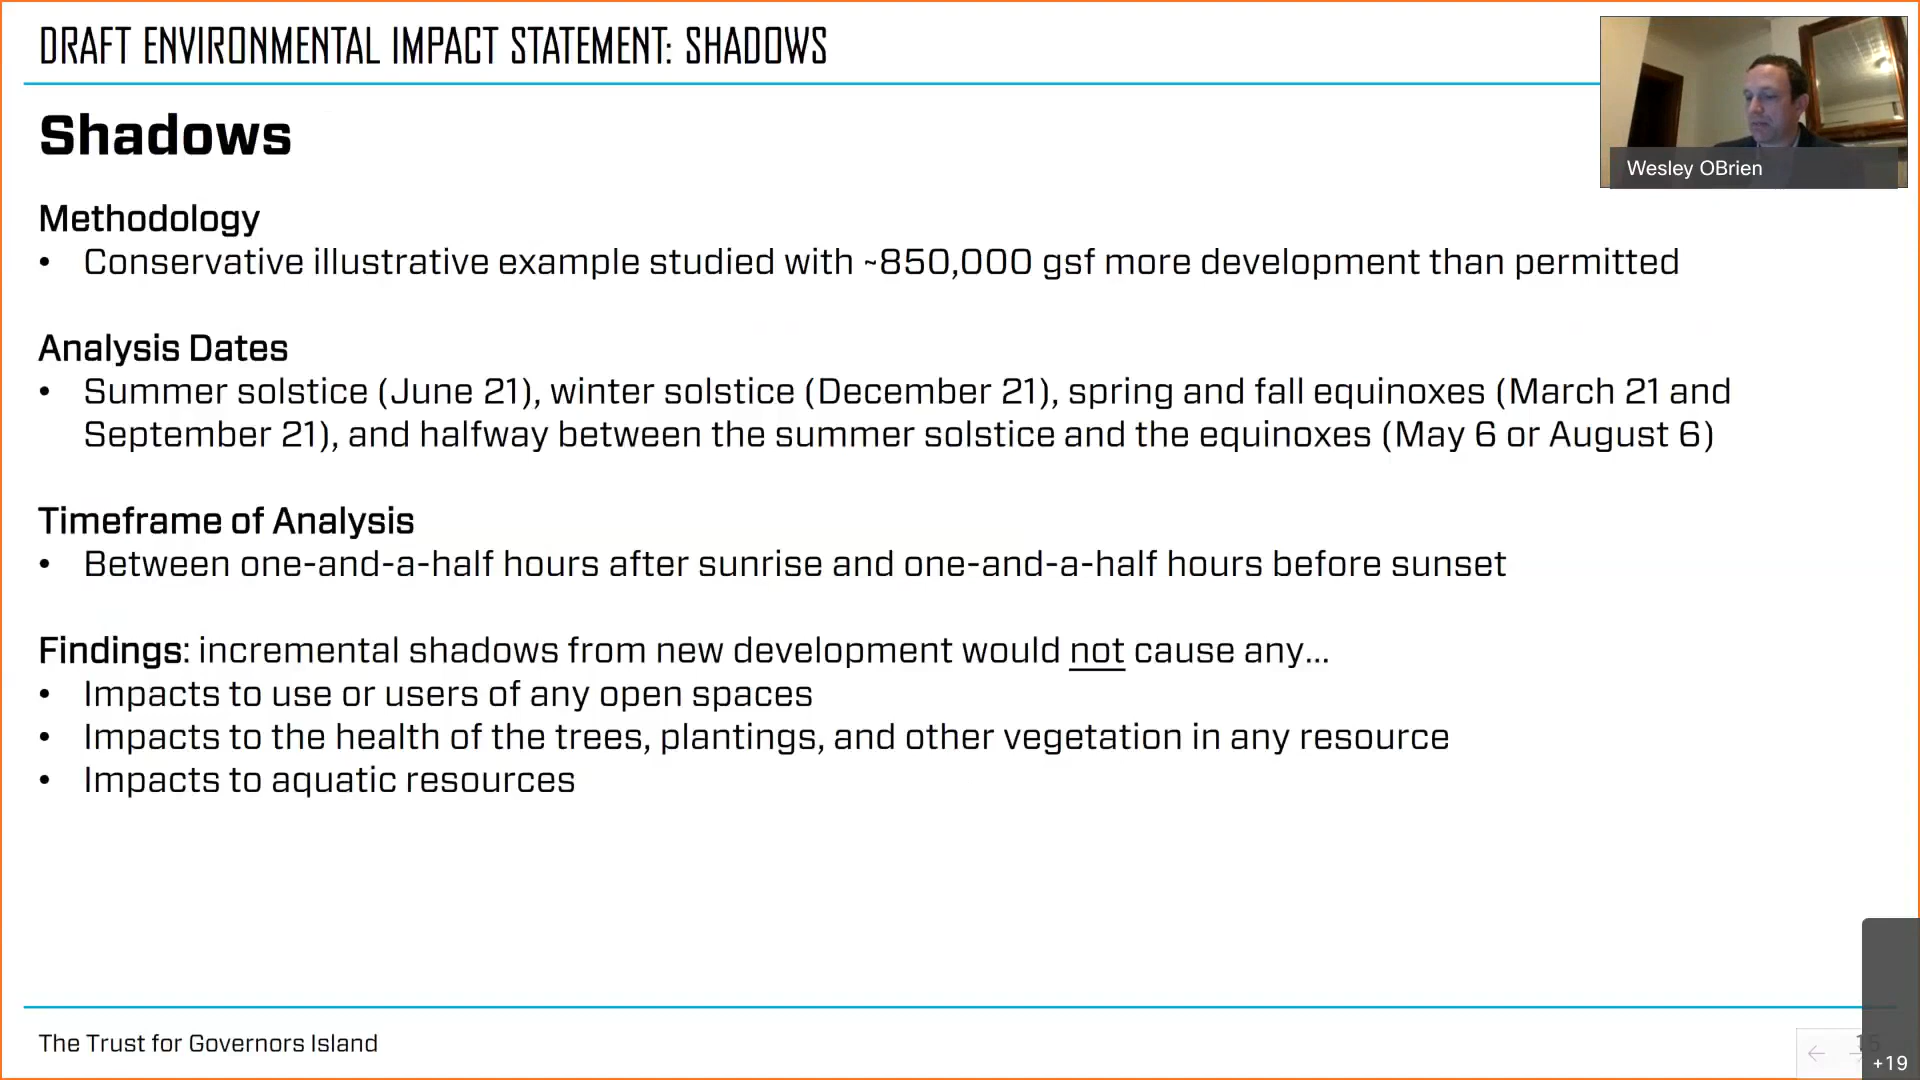 DRAFT ENVIRONMENTAL IMPACT STATEMENT: SHADOWS
Wesley OBrien
Shadows
Methodology
• Conservative illustrative example studied with ~850,000 gsf more development than permitted
Analysis Dates
• Summer solstice (June 21), winter solstice (December 21), spring and fall equinoxes (March 21 and
September 21), and halfway between the summer solstice and the equinoxes (May 6 or August 6)
Timeframe of Analysis
• Between one-and-a-half hours after sunrise and one-and-a-half hours before sunset
Findings: incremental shadows from new development would not cause any...
• Impacts to use or users of any open spaces
• Impacts to the health of the trees, plantings, and other vegetation in any resource
• Impacts to aquatic resources
The Trust for Governors Island
15
+19